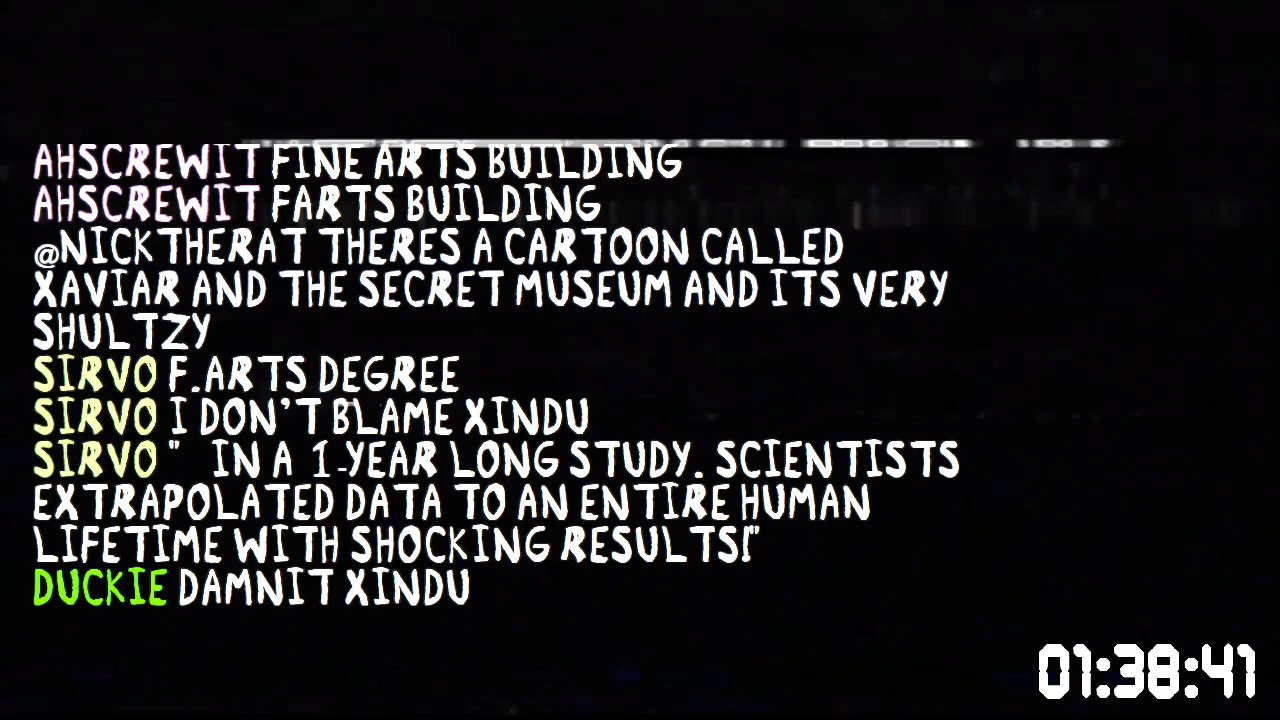 AHSCREWIT FINE ARTS BUILDING
AHSCREWIT FARTS BUILDING
@NICKTHERAT THERES A CARTOON CALLED
XAVIAR AND THE SECRET MUSEUM AND ITS VERY
SHULTZY
SIRVO F.ARTS DEGREE
SIRVO I DON'T BLAME XINDU
SIRVO " IN A 1-YEAR LONG STUDY. SCIENTISTS
EXTRAPOLATED DATA TO AN ENTIRE HUMAN
LIFETIME WITH SHOCKING RESULTS!"
DUCKIE DAMNIT XINDU
01:38:41